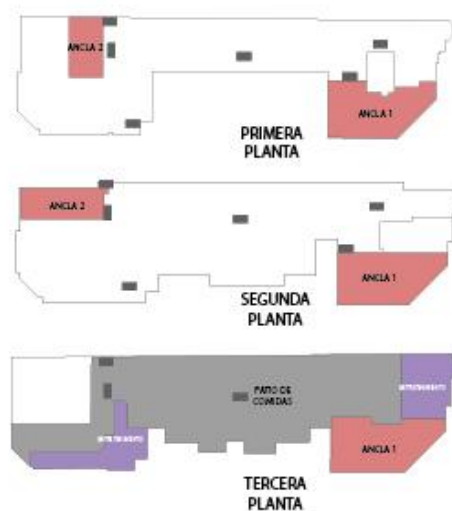 ANCLA 2
ANCLA 1
PRIMERA
PLANTA
ANCLA 2
ANCLA 1
SEGUNDA
PLANTA
ENTRETENIMIENTO
PATIO DE
COMIDAS
ENTRETENIMIENTO
ANCLA 1
TERCERA
PLANTA